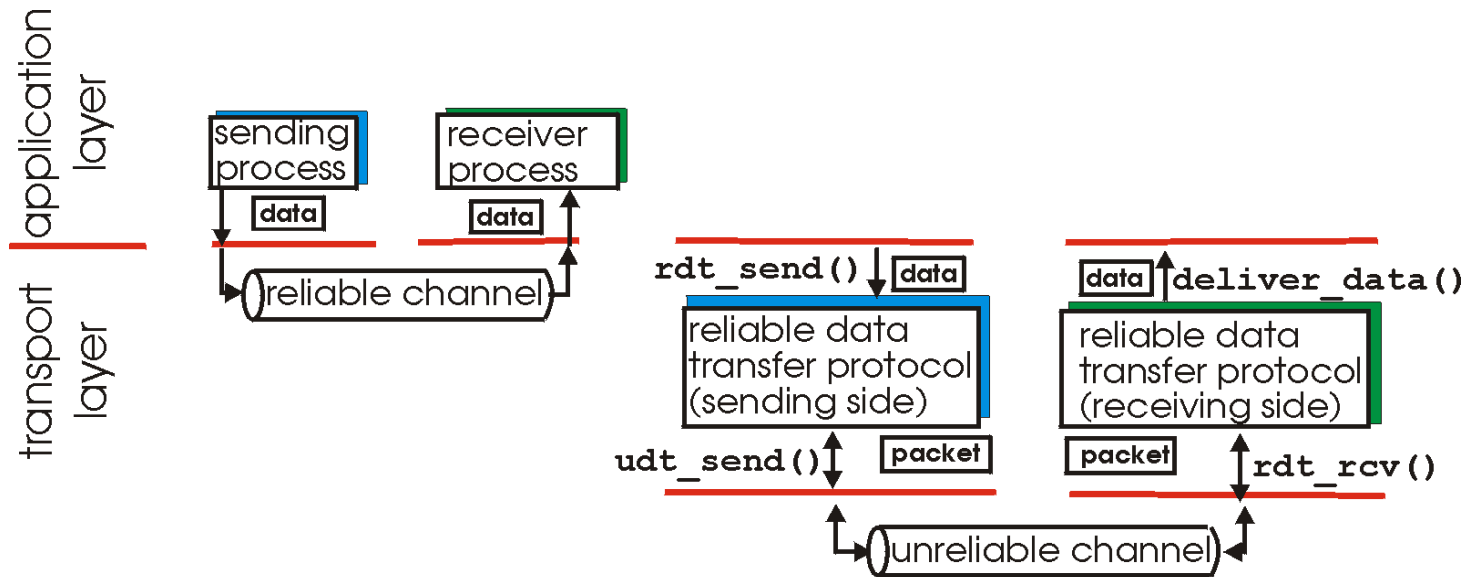 application
layer
transport
layer
sending
process
data
receiver
process
data
reliable channel
rdt_send()
data
reliable data
transfer protocol
(sending side)
udt_send()
packet
data
deliver_data()
reliable data
transfer protocol
(receiving side)
packet
rdt_rcv()
unreliable channel